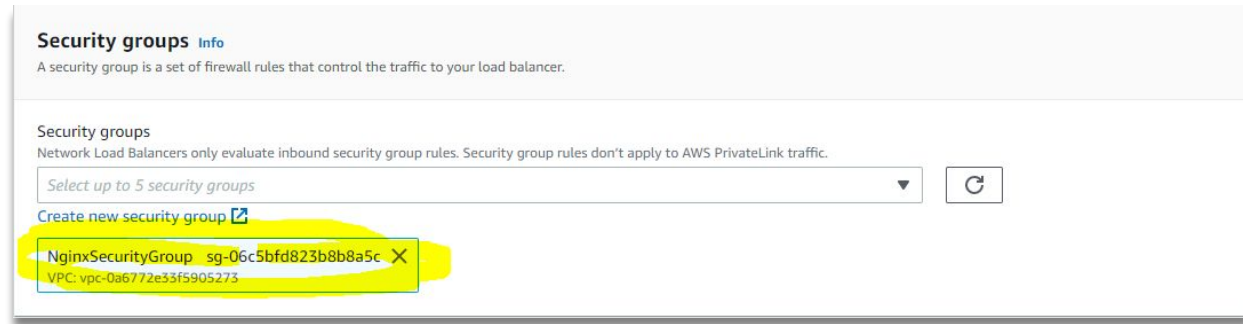 Security groups Info
A security group is a set of firewall rules that control the traffic to your load balancer.
Security groups
Network Load Balancers only evaluate inbound security group rules. Security group rules don't apply to AWS PrivateLink traffic.
Select up to 5 security groups
Create new security group
NginxSecurityGroup sg-06c5bfd823b8b8a5c
VPC: vpc-0a6772e33f5905273